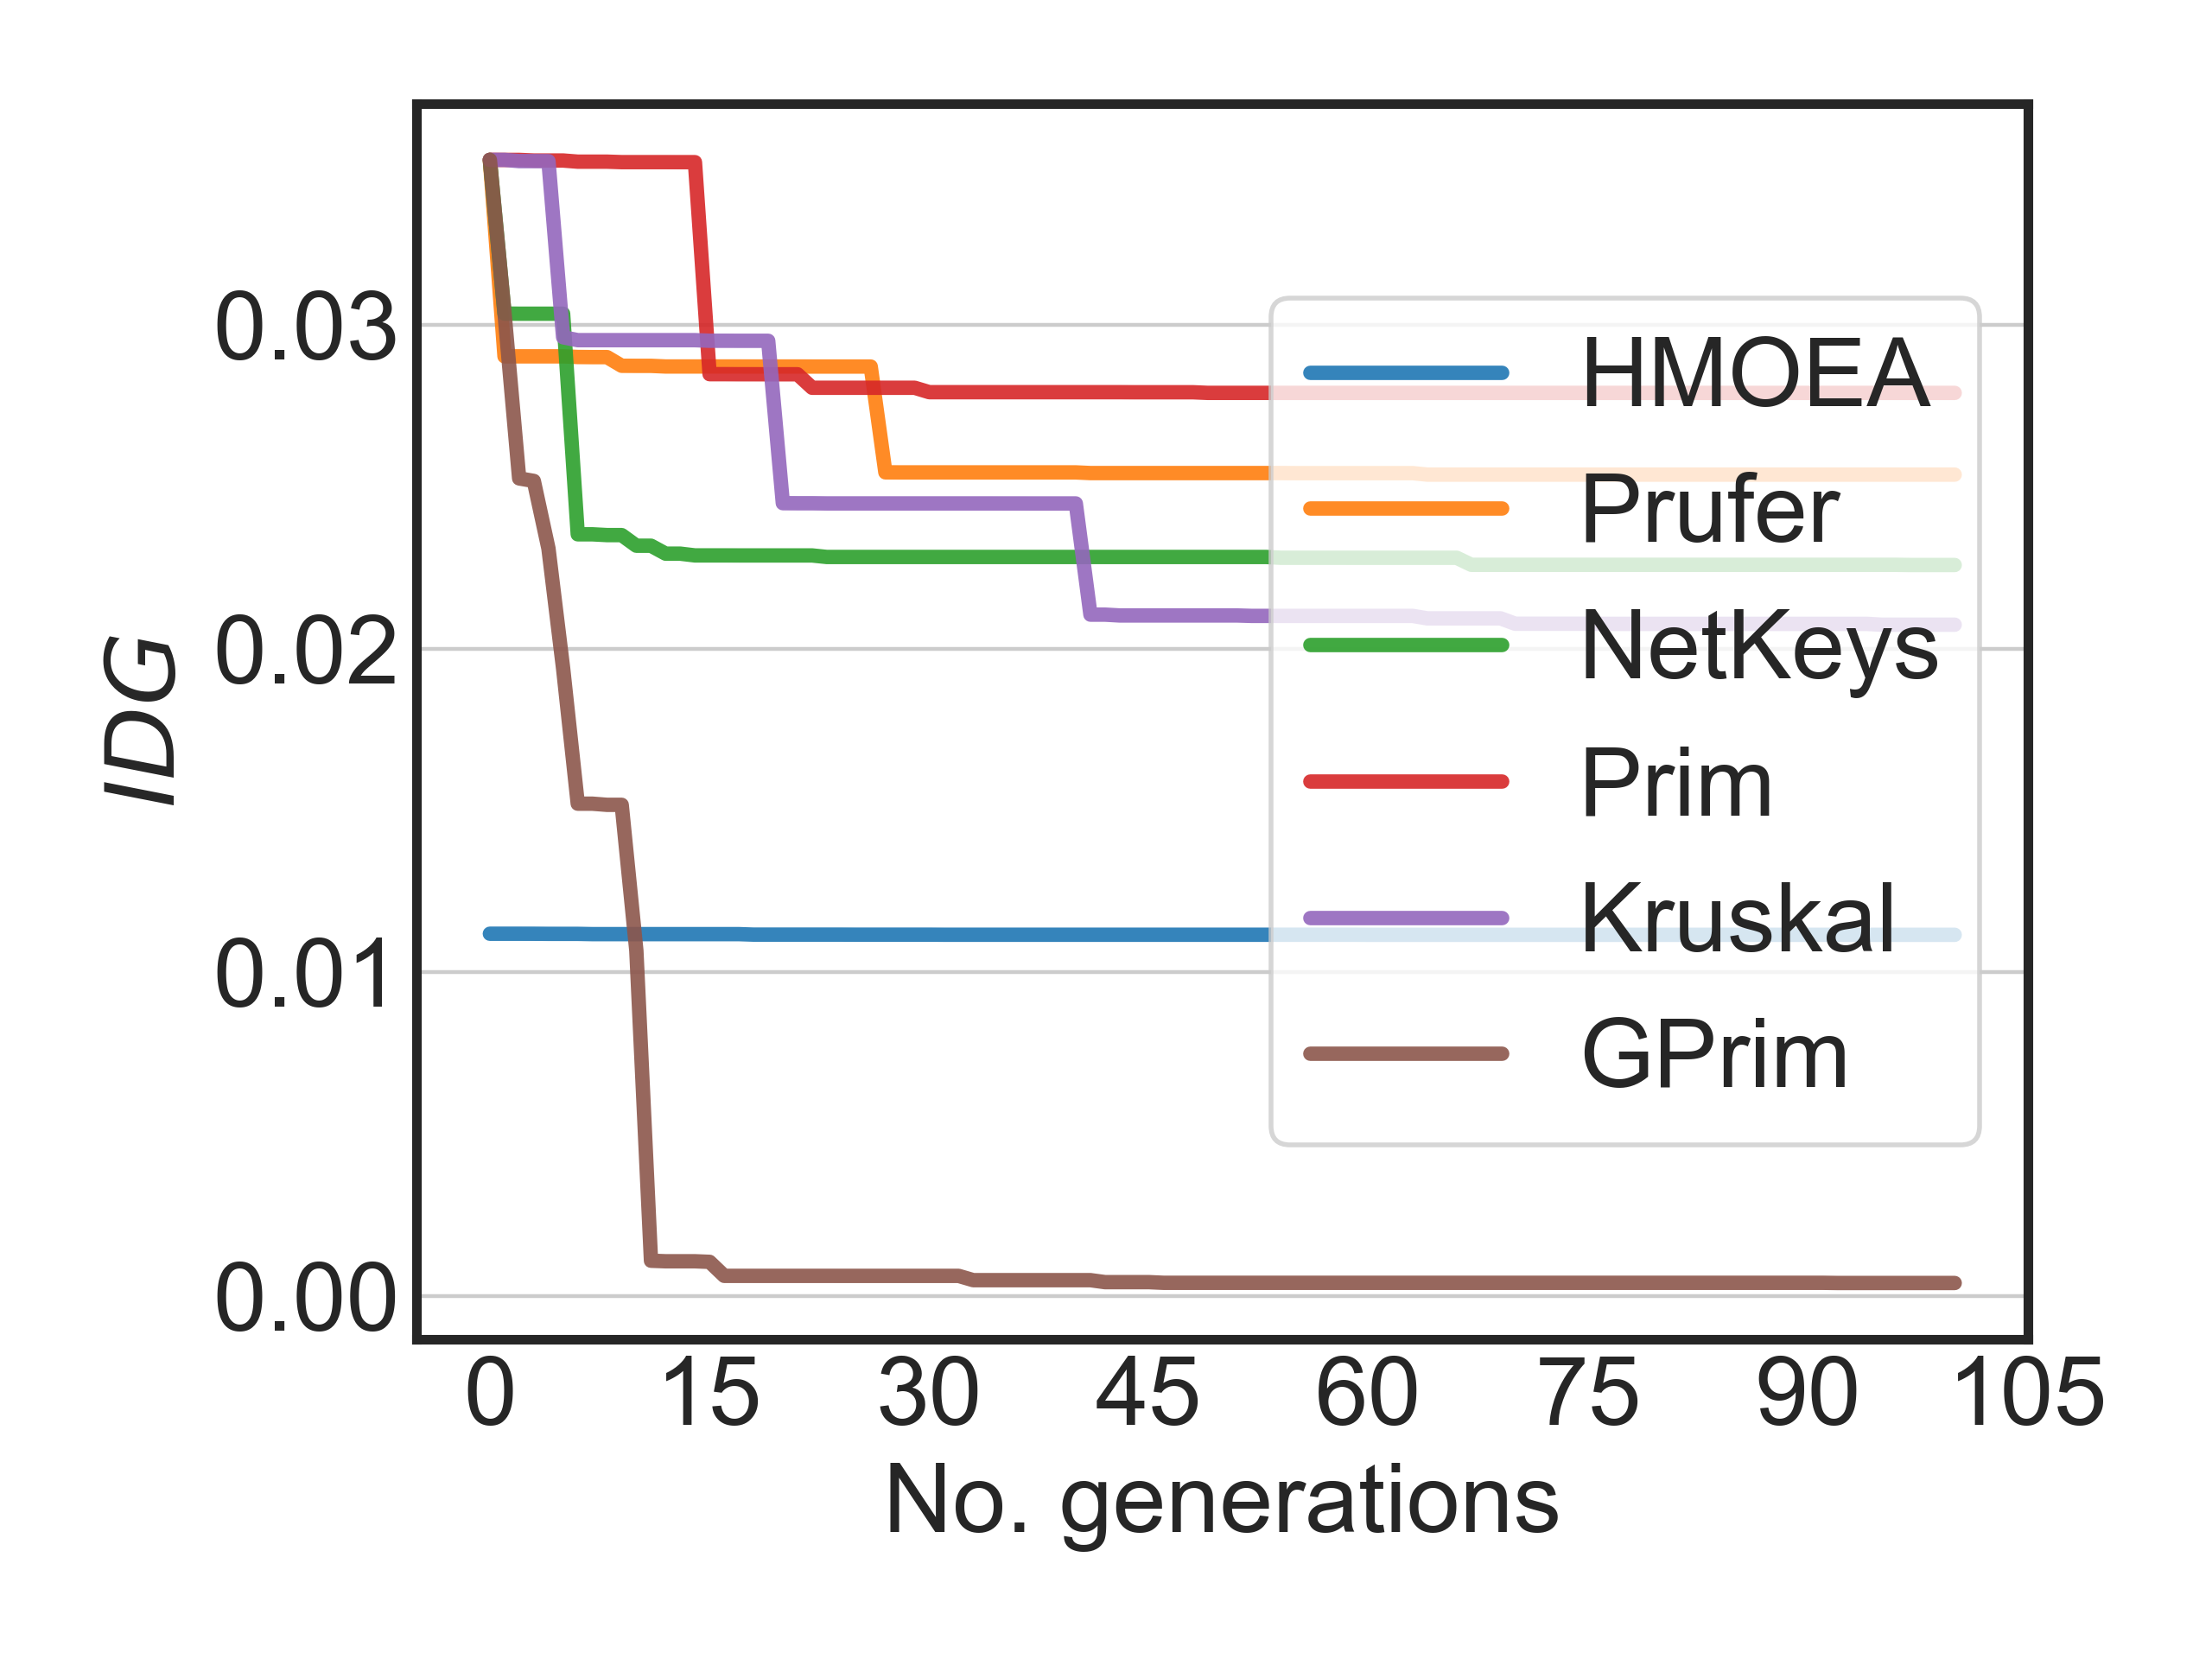 IDG
0.03
0.02
0.01
0.00
0 15 30 45 60 75 90 105
No. generations
HMOEA
Prufer
NetKeys
Prim
Kruskal
GPrim